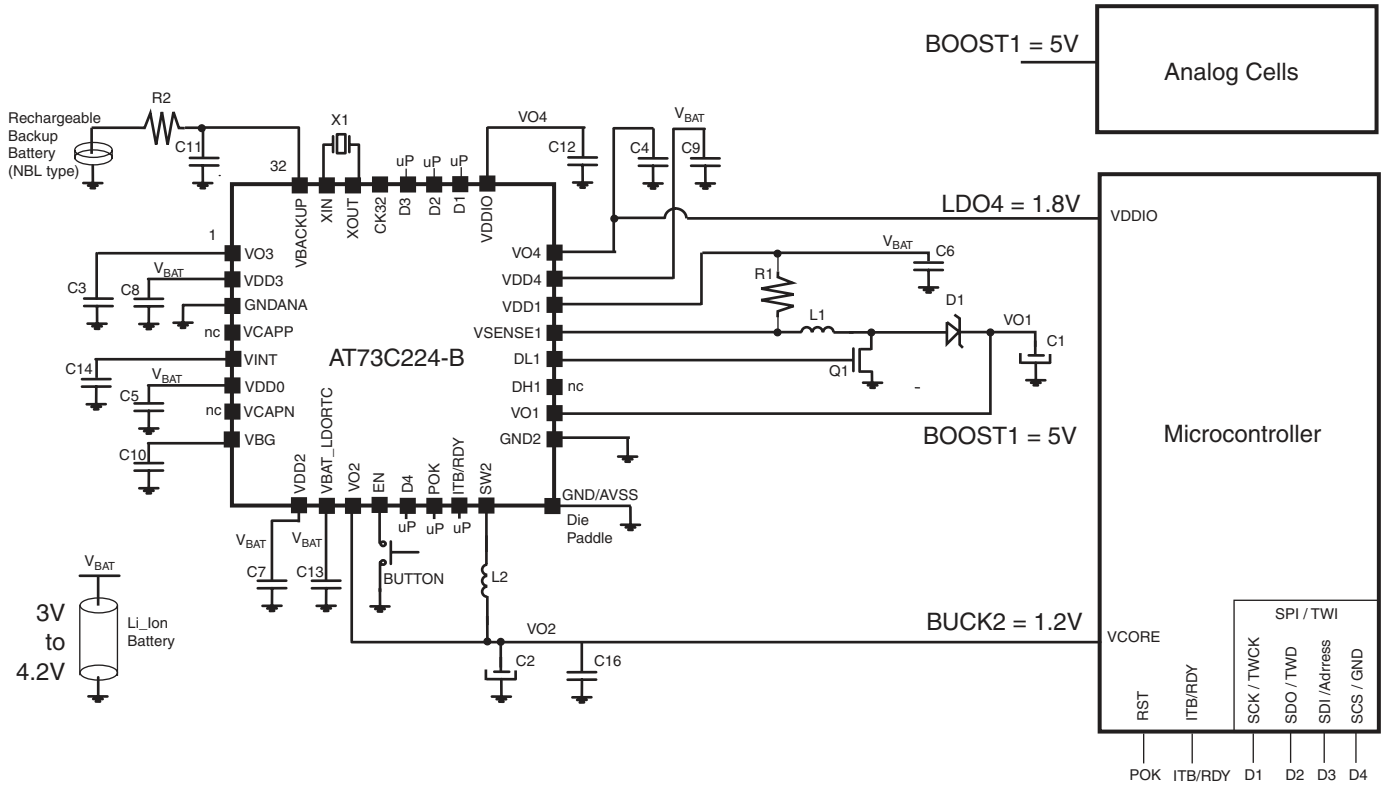 BOOST1 = 5V
Analog Cells
Rechargeable
Backup
Battery
(NBL type)
R2
C11
32
X1
uP
uP
uP
VO4
C12
C4
VBAT
C9
VBACKUP
XIN
XOUT
CK32
D3
D2
D1
VDDIO
LDO4 = 1.8V
VDDIO
1
VO3
VDD3
GNDANA
VCAPP
VINT
VDD0
VCAPN
VBG
C3
C8
VBAT
nc
C14
VBAT
C5
nc
C10
AT73C224-B
VO4
VDD4
VDD1
VSENSE1
DL1
DH1
nc
VO1
GND2
VBAT
C6
R1
L1
D1
VO1
C1
Q1
BOOST1 = 5V
Microcontroller
VDD2
VBAT_LDORTC
VO2
EN
D4
POK
ITB/RDY
SW2
GND/AVSS
Die
Paddle
uP
uP
uP
VBAT
VBAT
C7
C13
BUTTON
L2
VBAT
3V
to
4.2V
Li_Ion
Battery
VO2
C2
C16
BUCK2 = 1.2V
VCORE
SPI / TWI
RST
ITB/RDY
SCK / TWCK
SDO / TWD
SDI /Adrress
SCS / GND
POK
ITB/RDY
D1
D2
D3
D4